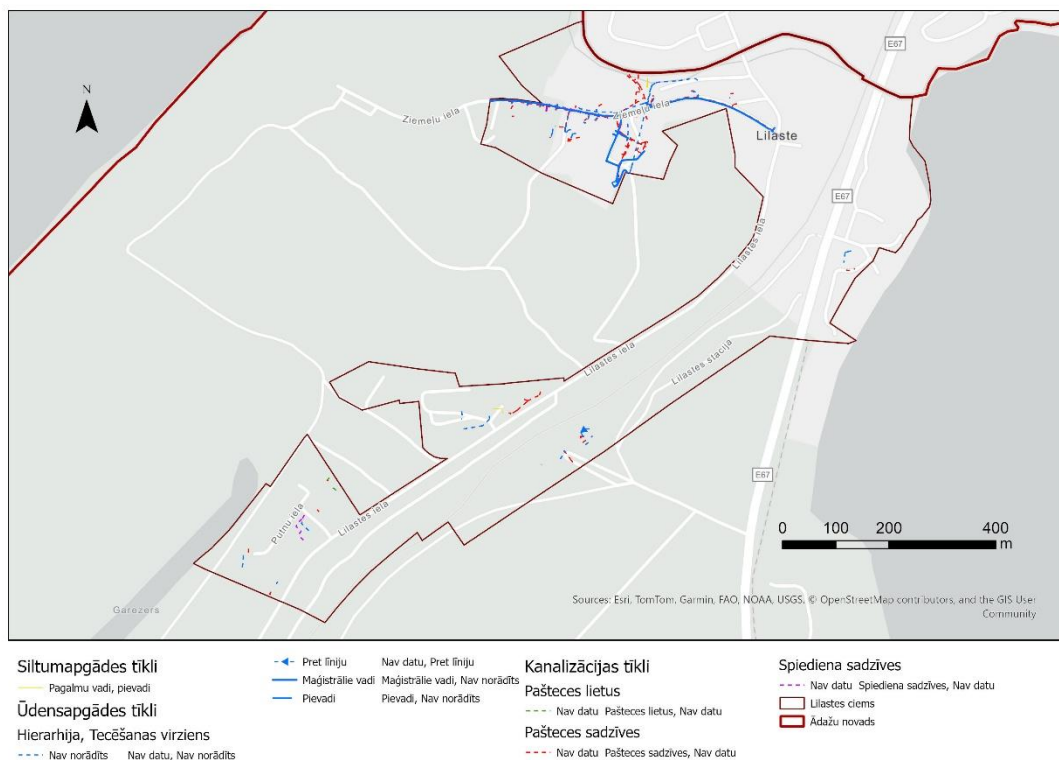 E67
N
Ziemeļu iela
Ziemeļu iela
Lilaste
E67
Lilastes iela
Lilastes iela
Lilastes stacija
E67
Putnu iela
Lilastes iela
0 100 200 400
m
Garezers
Sources: Esri, TomTom, Garmin, FAO, NOAA, USGS, © OpenStreetMap contributors, and the GIS User
Community
Siltumapgādes tīkli
Pagalmu vadi, pievadi
Ūdensapgādes tīkli
Hierarhija, Tecēšanas virziens
Nav norādīts Nav datu, Nav norādīts
Pret līniju Nav datu, Pret līniju
Maģistrālie vadi Maģistrālie vadi, Nav norādīts
Pievadi Pievadi, Nav norādīts
Kanalizācijas tīkli
Pašteces lietus
Nav datu Pašteces lietus, Nav datu
Pašteces sadzīves
Nav datu Pašteces sadzīves, Nav datu
Spiediena sadzīves
Nav datu Spiediena sadzīves, Nav datu
Lilastes ciems
Ādažu novads